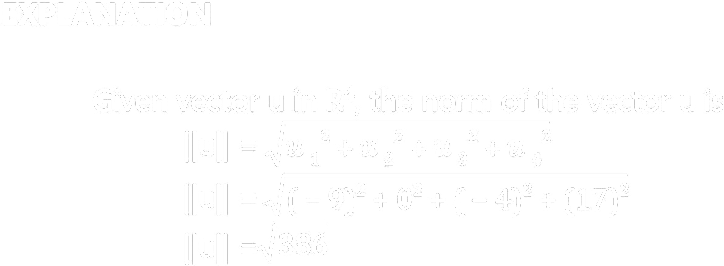 EXPLANATION
Given vector u in R⁴, the norm of the vector u is
||u|| = √(u₁² + u₂² + u₃² + u₄²)
||u|| = √((−9)² + 0² + (−4)² + (17)²)
||u|| = √386